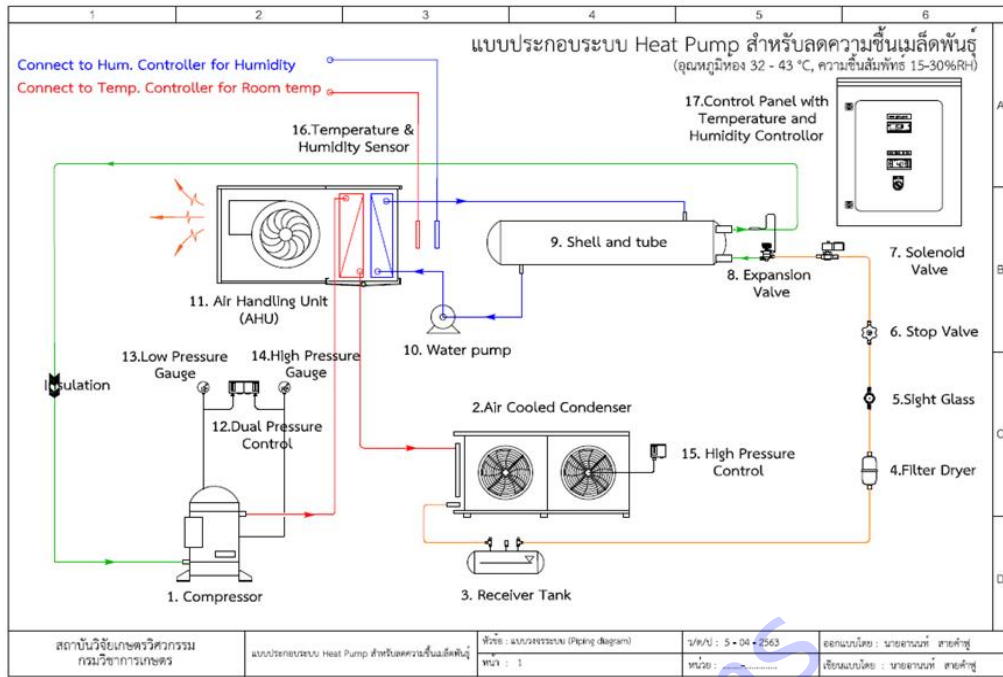 1 2 3 4 5 6
แบบประกอบระบบ Heat Pump สำหรับลดความชื้นเมล็ดพันธุ์
(อุณหภูมิห้อง 32 - 43 °C, ความชื้นสัมพัทธ์ 15-30%RH)
Connect to Hum. Controller for Humidity
Connect to Temp. Controller for Room temp
16.Temperature &
Humidity Sensor
17.Control Panel with
Temperature and
Humidity Controllor
A
9. Shell and tube
7. Solenoid
Valve
8. Expansion
Valve
B
11. Air Handling Unit
(AHU)
10. Water pump
6. Stop Valve
13.Low Pressure
Gauge
14.High Pressure
Gauge
Insulation
12.Dual Pressure
Control
2.Air Cooled Condenser
5.Sight Glass
C
15. High Pressure
Control
4.Filter Dryer
1. Compressor
3. Receiver Tank
D
สถาบันวิจัยเกษตรวิศวกรรม
กรมวิชาการเกษตร
แบบประกอบระบบ Heat Pump สำหรับลดความชื้นเมล็ดพันธุ์
หัวข้อ : แบบวงจรระบบ (Piping diagram)
หน้า : 1
ว/ด/ป : 5 - 04 - 2563
หน่วย : .......-............
ออกแบบโดย : นายอานนท์ สายคำฟู
เขียนแบบโดย : นายอานนท์ สายคำฟู